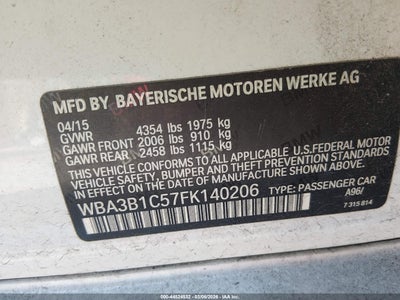 MFD BY BAYERISCHE MOTOREN WERKE AG
04/15
GVWR 4354 lbs 1975 kg
GAWR FRONT 2006 lbs 910 kg
GAWR REAR 2458 lbs 1115 kg
THIS VEHICLE CONFORMS TO ALL APPLICABLE U.S. FEDERAL MOTOR
VEHICLE SAFETY, BUMPER AND THEFT PREVENTION STANDARDS
IN EFFECT ON THE DATE OF MANUFACTURE SHOWN ABOVE.
WBA3B1C57FK140206 TYPE: PASSENGER CAR
A96/
7 315 814